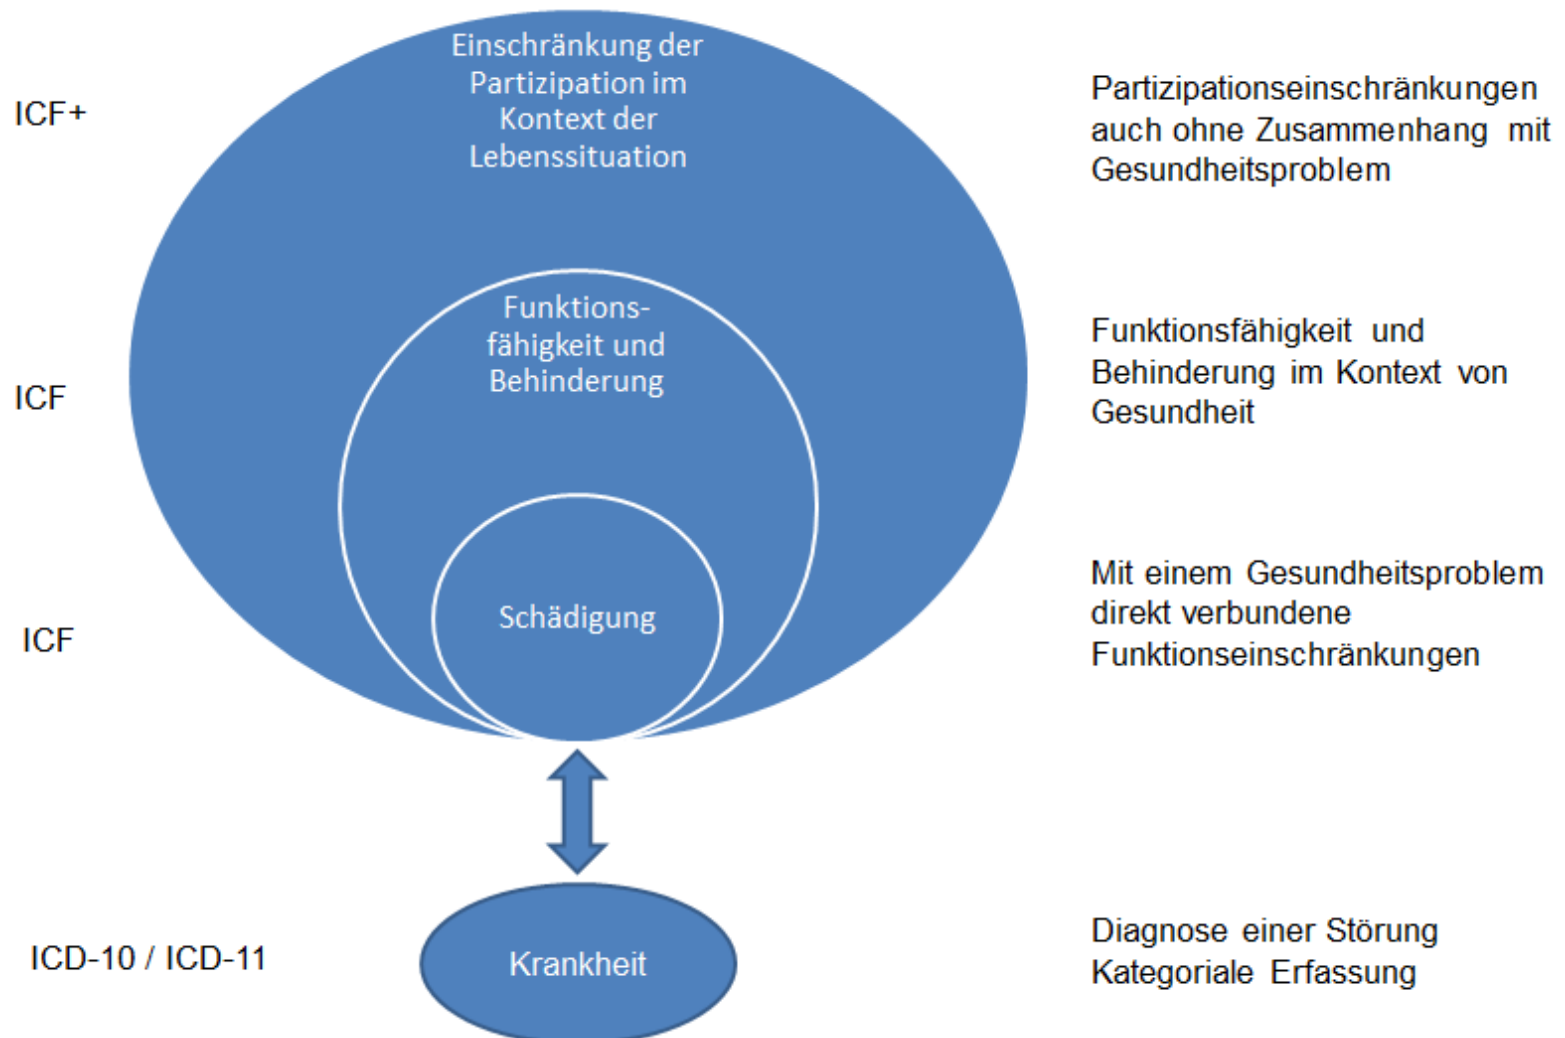 ICF+
Einschränkung der
Partizipation im
Kontext der
Lebenssituation
Partizipationseinschränkungen
auch ohne Zusammenhang mit
Gesundheitsproblem
ICF
Funktions-
fähigkeit und
Behinderung
Funktionsfähigkeit und
Behinderung im Kontext von
Gesundheit
ICF
Schädigung
Mit einem Gesundheitsproblem
direkt verbundene
Funktionseinschränkungen
ICD-10 / ICD-11
Krankheit
Diagnose einer Störung
Kategoriale Erfassung